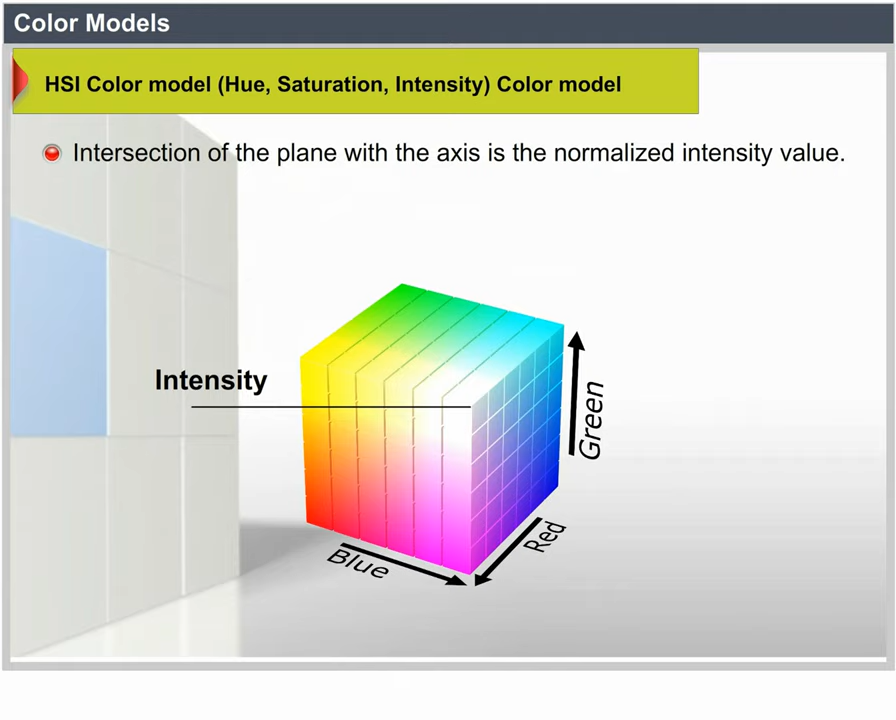 Color Models
HSI Color model (Hue, Saturation, Intensity) Color model
Intersection of the plane with the axis is the normalized intensity value.
Intensity
Green
Red
Blue